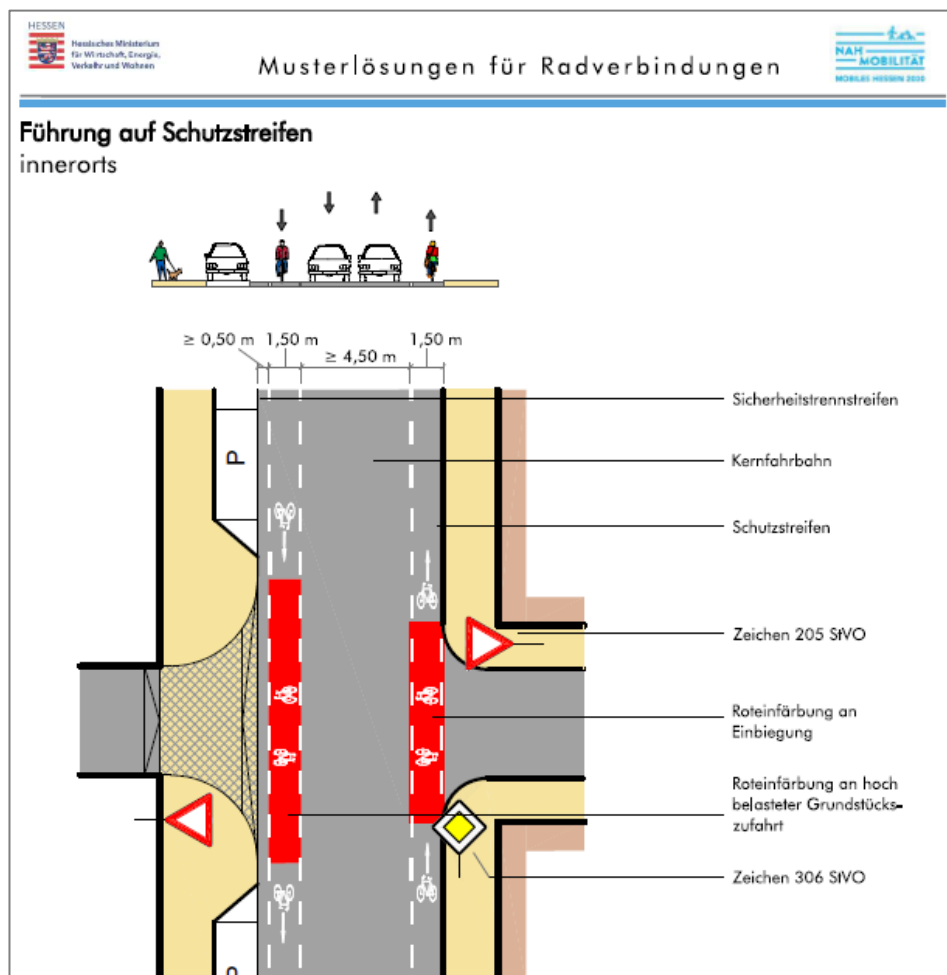 HESSEN
Hessisches Ministerium
für Wirtschaft, Energie,
Verkehr und Wohnen
Musterlösungen für Radverbindungen
NAH
MOBILITÄT
MOBILES HESSEN 2020
Führung auf Schutzstreifen
innerorts
≥ 0,50 m 1,50 m 1,50 m
≥ 4,50 m
Sicherheitstrennstreifen
P
Kernfahrbahn
Schutzstreifen
Zeichen 205 StVO
Roteinfärbung an
Einbiegung
Roteinfärbung an hoch
belasteter Grundstücks-
zufahrt
Zeichen 306 StVO
P